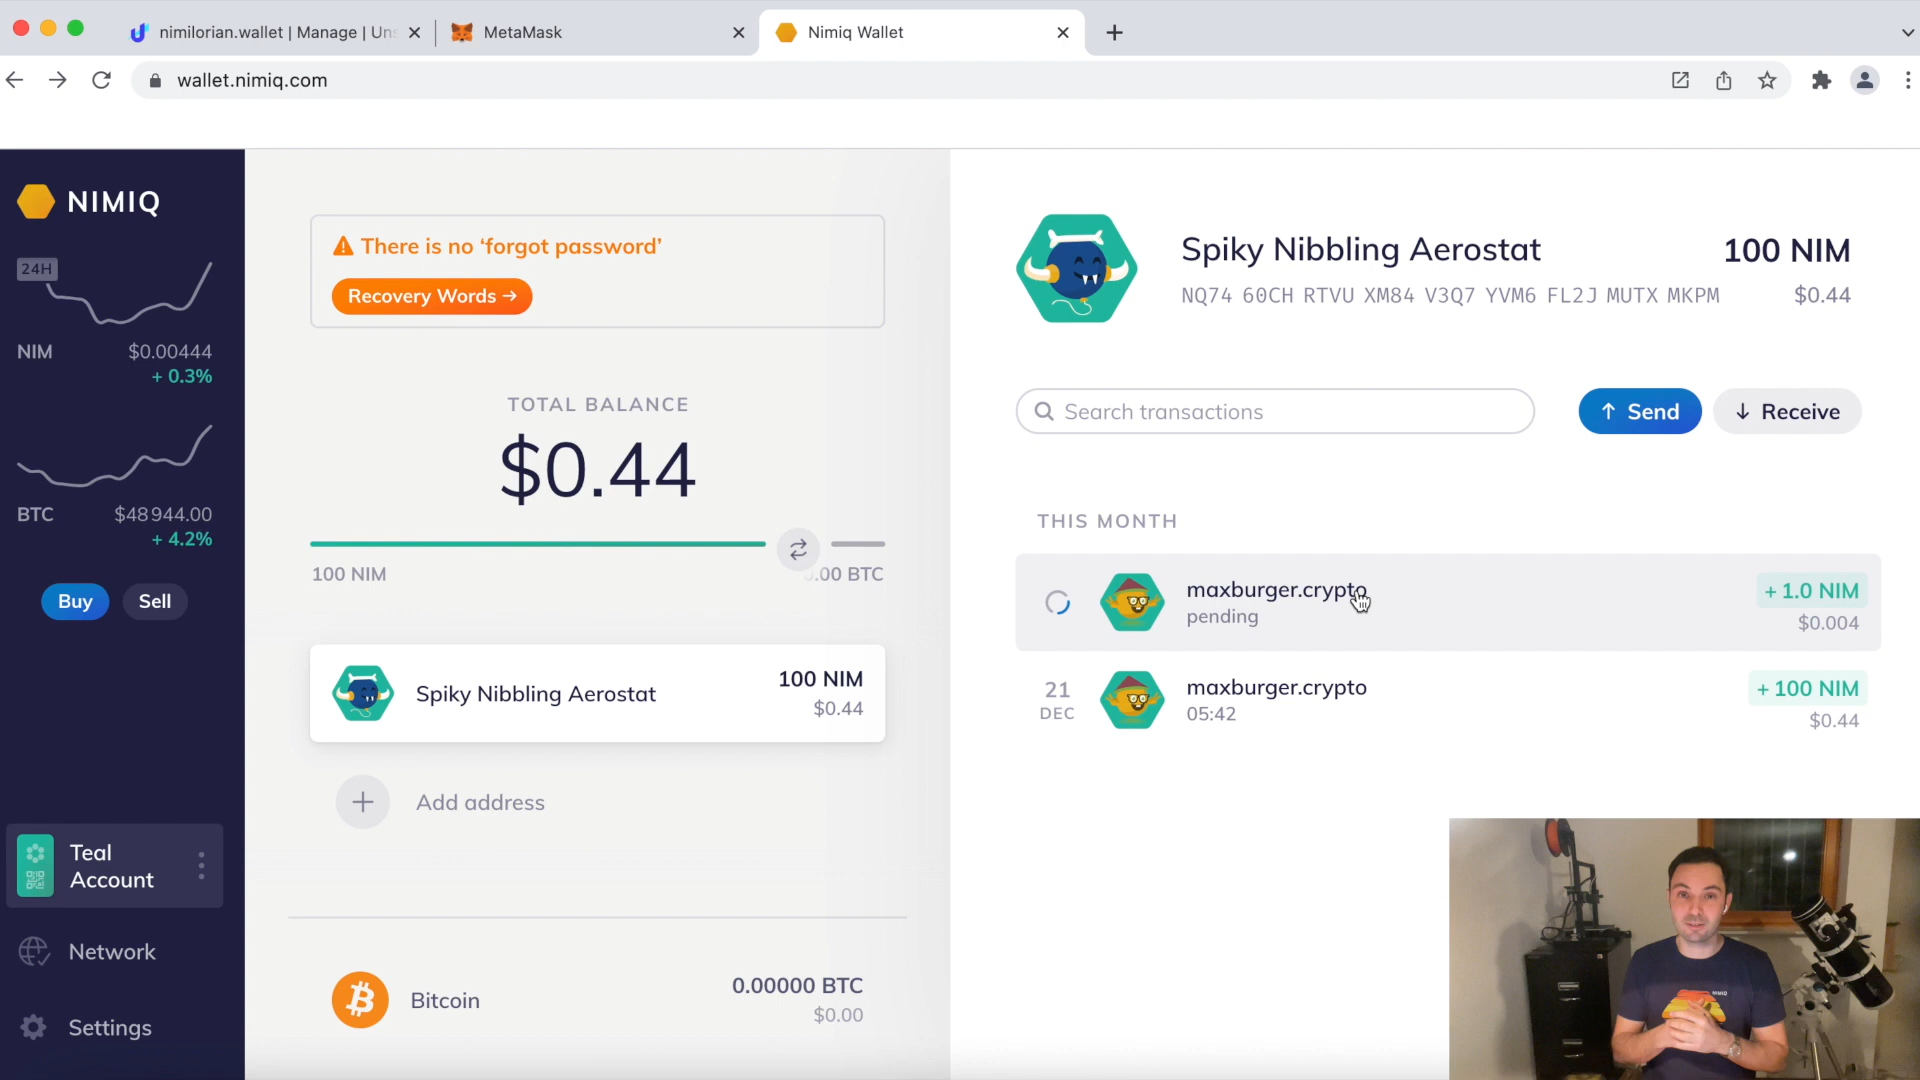 nimilorian.wallet | Manage | Uns
MetaMask
Nimiq Wallet
wallet.nimiq.com
NIMIQ
24H
NIM $0.00444
+ 0.3%
BTC $48 944.00
+ 4.2%
Buy Sell
Teal
Account
Network
Settings
There is no ‘forgot password’
Recovery Words →
TOTAL BALANCE
$0.44
100 NIM .00 BTC
Spiky Nibbling Aerostat 100 NIM
$0.44
Add address
Bitcoin 0.00000 BTC
$0.00
Spiky Nibbling Aerostat 100 NIM
NQ74 60CH RTVU XM84 V3Q7 YVM6 FL2J MUTX MKPM $0.44
Search transactions
Send
Receive
THIS MONTH
maxburger.crypto + 1.0 NIM
pending $0.004
21 maxburger.crypto + 100 NIM
DEC 05:42 $0.44
NIMIQ